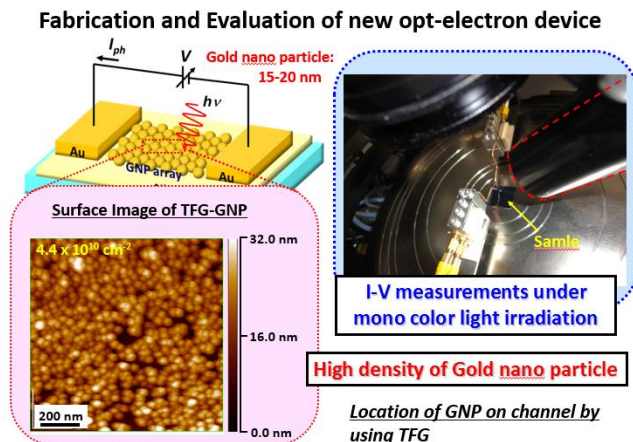 Fabrication and Evaluation of new opt-electron device
I_ph
V
Gold nano particle:
15-20 nm
hν
Au
GNP array
Au
Surface Image of TFG-GNP
4.4 x 10¹⁰ cm⁻²
32.0 nm
16.0 nm
0.0 nm
200 nm
Samle
I-V measurements under
mono color light irradiation
High density of Gold nano particle
Location of GNP on channel by
using TFG